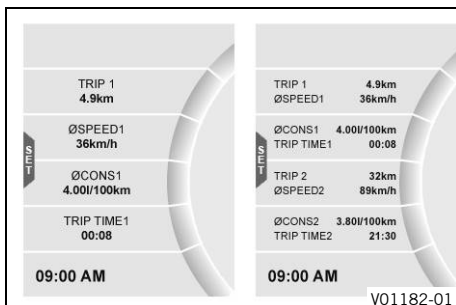 TRIP 1
4.9km
ØSPEED1
36km/h
SET
ØCONS1
4.00l/100km
TRIP TIME1
00:08
09:00 AM
TRIP 1 4.9km
ØSPEED1 36km/h
ØCONS1 4.00l/100km
TRIP TIME1 00:08
SET
TRIP 2 32km
ØSPEED2 89km/h
ØCONS2 3.80l/100km
TRIP TIME2 21:30
09:00 AM
V01182-01